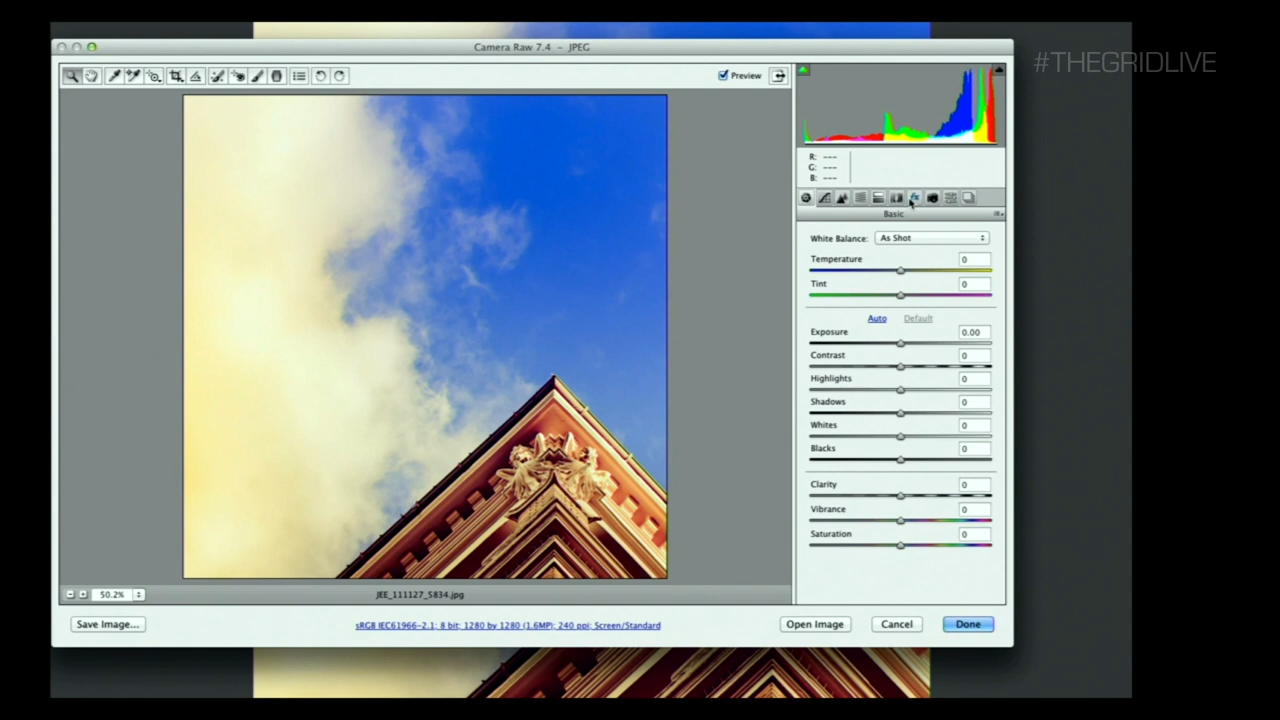 Camera Raw 7.4 – JPEG
#THEGRIDLIVE
Preview
R: ---
G: ---
B: ---
fx
Basic
White Balance: As Shot
Temperature 0
Tint 0
Auto Default
Exposure 0.00
Contrast 0
Highlights 0
Shadows 0
Whites 0
Blacks 0
Clarity 0
Vibrance 0
Saturation 0
50.2%
JEE_111127_5834.jpg
Save Image...
sRGB IEC61966-2.1; 8 bit; 1280 by 1280 (1.6MP); 240 ppi; Screen/Standard
Open Image
Cancel
Done